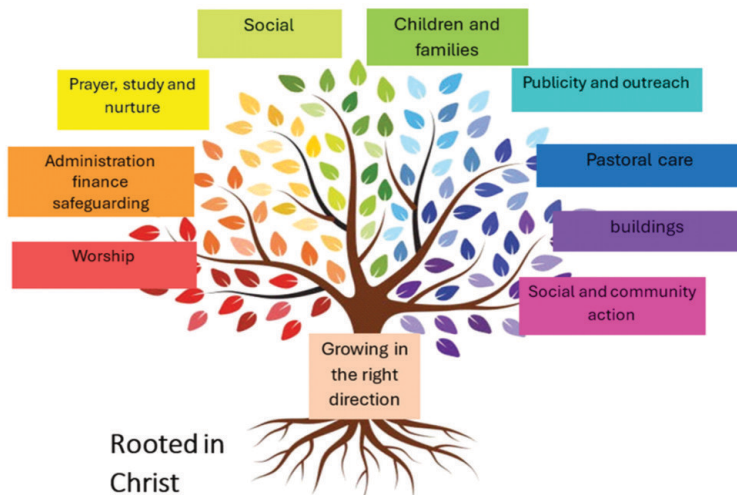 Social
Children and
families
Prayer, study and
nurture
Publicity and outreach
Administration
finance
safeguarding
Pastoral care
Worship
buildings
Social and community
action
Growing in
the right
direction
Rooted in
Christ